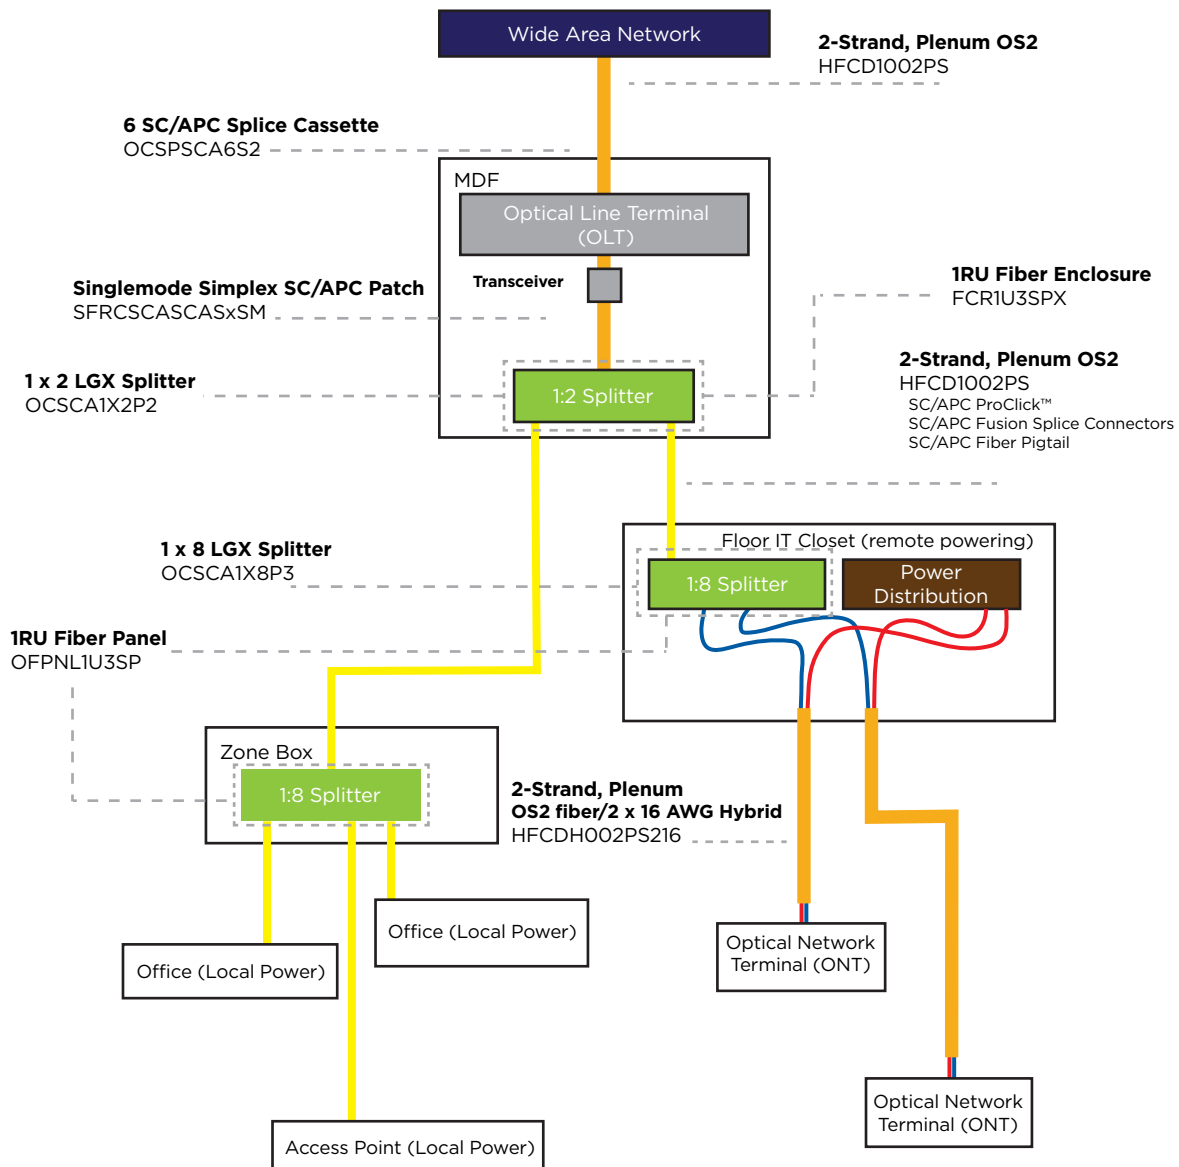 Wide Area Network
2-Strand, Plenum OS2
HFCD1002PS
6 SC/APC Splice Cassette
OCSPSCA6S2
MDF
Optical Line Terminal
(OLT)
Transceiver
Singlemode Simplex SC/APC Patch
SFRCSCASCASxSM
1RU Fiber Enclosure
FCR1U3SPX
1 x 2 LGX Splitter
OCSCA1X2P2
1:2 Splitter
2-Strand, Plenum OS2
HFCD1002PS
SC/APC ProClick™
SC/APC Fusion Splice Connectors
SC/APC Fiber Pigtail
1 x 8 LGX Splitter
OCSCA1X8P3
Floor IT Closet (remote powering)
1:8 Splitter
Power
Distribution
1RU Fiber Panel
OFPNL1U3SP
Zone Box
1:8 Splitter
2-Strand, Plenum
OS2 fiber/2 x 16 AWG Hybrid
HFCDH002PS216
Office (Local Power)
Office (Local Power)
Optical Network
Terminal (ONT)
Optical Network
Terminal (ONT)
Access Point (Local Power)